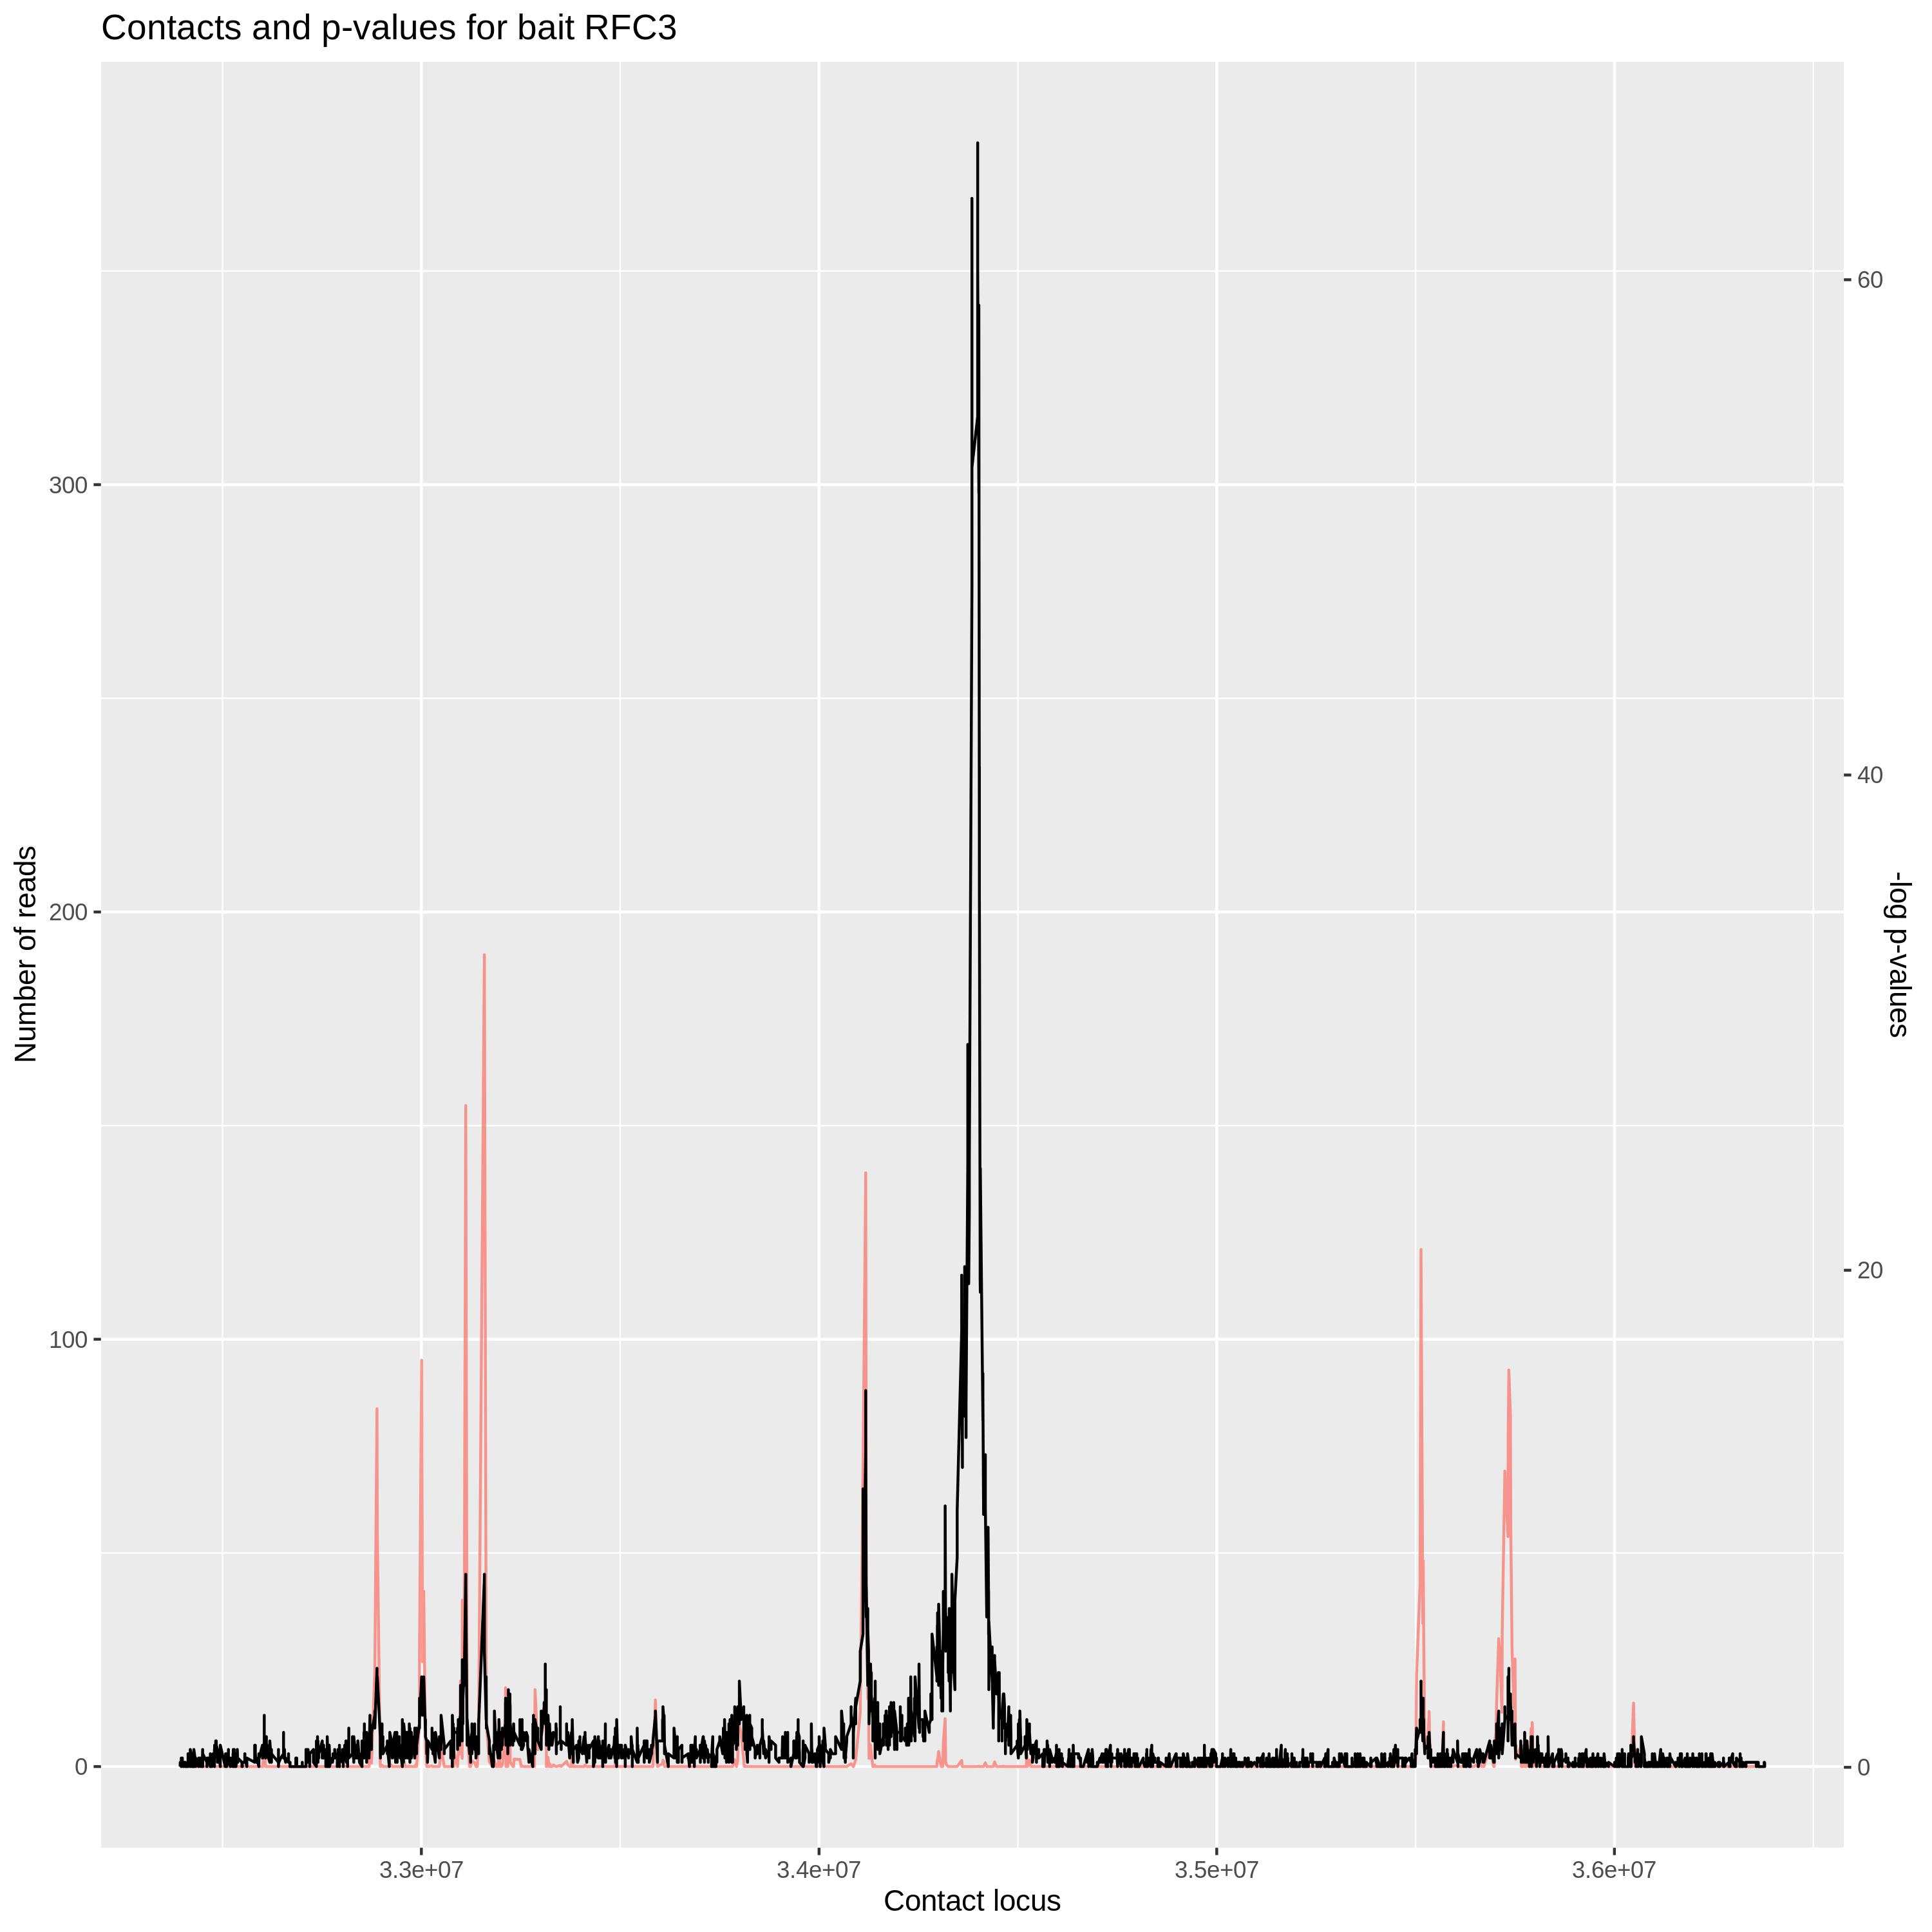 Contacts and p-values for bait RFC3
Number of reads
300
200
100
0
60
40
20
0
-log p-values
3.3e+07
3.4e+07
3.5e+07
3.6e+07
Contact locus